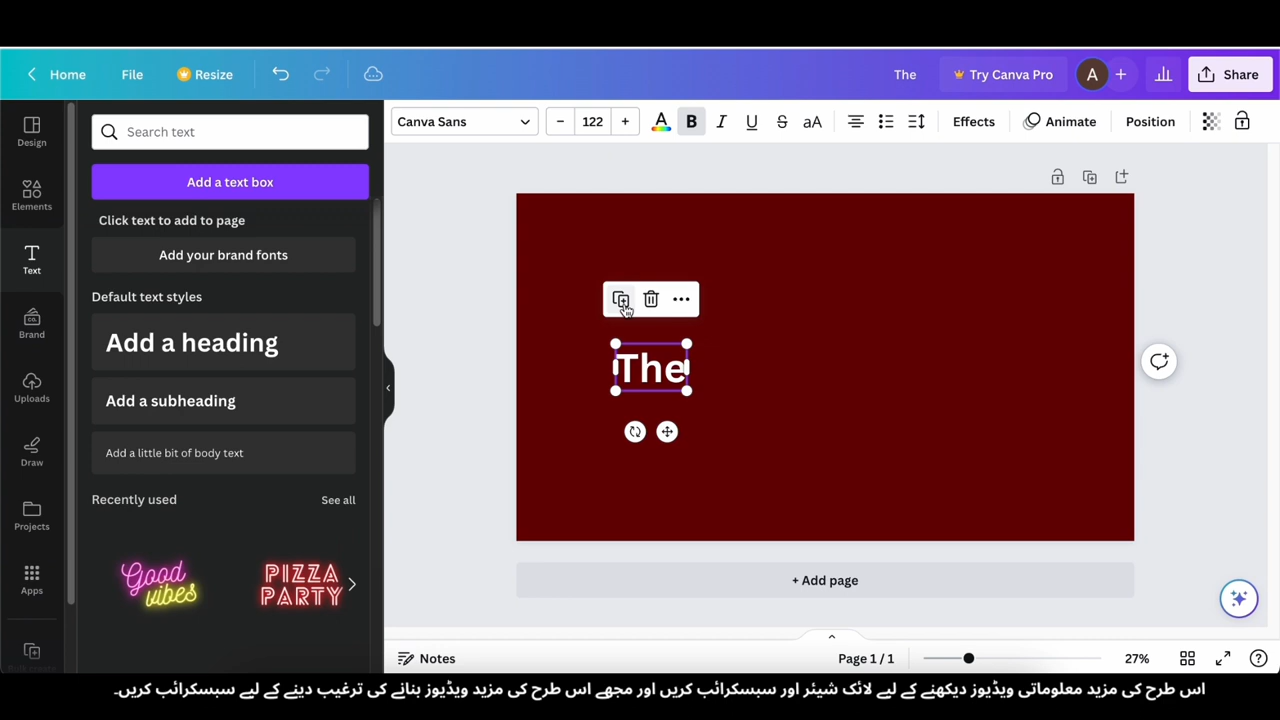 Home File Resize The Try Canva Pro A Share
Design
Elements
Text
Brand
Uploads
Draw
Projects
Apps
Search text
Add a text box
Click text to add to page
Add your brand fonts
Default text styles
Add a heading
Add a subheading
Add a little bit of body text
Recently used See all
Good vibes
PIZZA PARTY
Canva Sans − 122 + A B I U S aA Effects Animate Position
The
+ Add page
Notes Page 1 / 1 27%
اس طرح کی مزید معلوماتی ویڈیوز دیکھنے کے لیے لائک شیئر اور سبسکرائب کریں اور مجھے اس طرح کی مزید ویڈیوز بنانے کی ترغیب دینے کے لیے سبسکرائب کریں۔